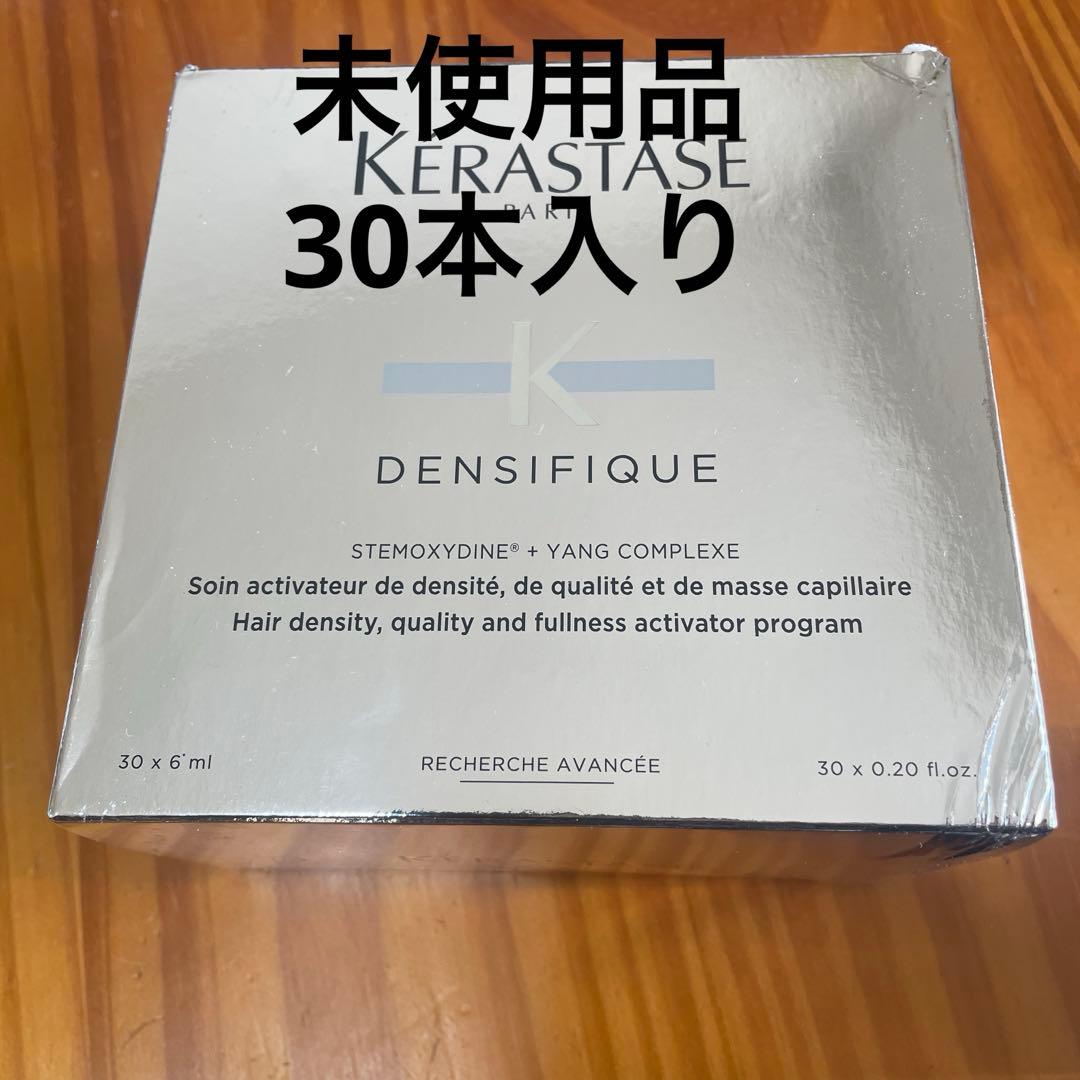 未使用品
KÉRASTASE
PARIS
30本入り
K
DENSIFIQUE
STEMOXYDINE® + YANG COMPLEXE
Soin activateur de densité, de qualité et de masse capillaire
Hair density, quality and fullness activator program
30 x 6 ml
RECHERCHE AVANCÉE
30 x 0.20 fl.oz.